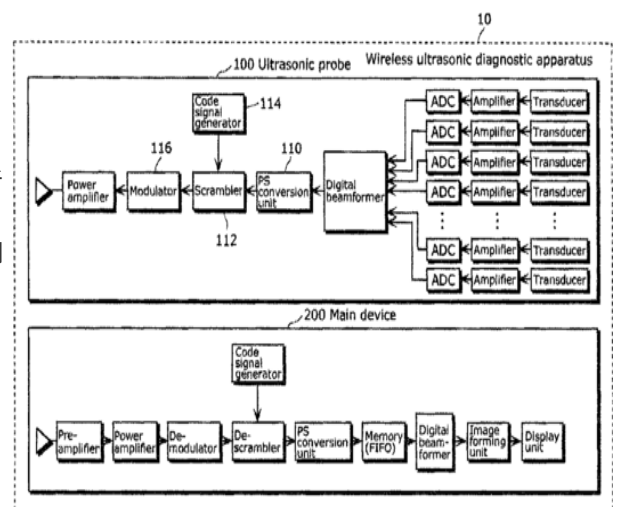 10
Wireless ultrasonic diagnostic apparatus
100 Ultrasonic probe
Code
signal
generator
114
116
110
112
Power
amplifier
Modulator
Scrambler
PS
conversion
unit
Digital
beamformer
ADC
Amplifier
Transducer
ADC
Amplifier
Transducer
ADC
Amplifier
Transducer
ADC
Amplifier
Transducer
ADC
Amplifier
Transducer
ADC
Amplifier
Transducer
200 Main device
Code
signal
generator
Pre-
amplifier
Power
amplifier
De-
modulator
De-
scrambler
PS
conversion
unit
Memory
(FIFO)
Digital
beam-
former
Image
forming
unit
Display
unit